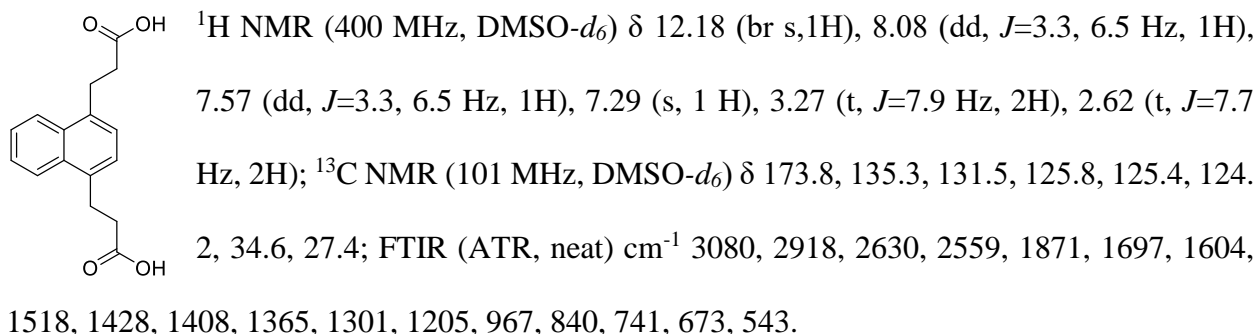 O
OH
¹H NMR (400 MHz, DMSO-d₆) δ 12.18 (br s,1H), 8.08 (dd, J=3.3, 6.5 Hz, 1H),
7.57 (dd, J=3.3, 6.5 Hz, 1H), 7.29 (s, 1 H), 3.27 (t, J=7.9 Hz, 2H), 2.62 (t, J=7.7
Hz, 2H); ¹³C NMR (101 MHz, DMSO-d₆) δ 173.8, 135.3, 131.5, 125.8, 125.4, 124.
2, 34.6, 27.4; FTIR (ATR, neat) cm⁻¹ 3080, 2918, 2630, 2559, 1871, 1697, 1604,
O
OH
1518, 1428, 1408, 1365, 1301, 1205, 967, 840, 741, 673, 543.